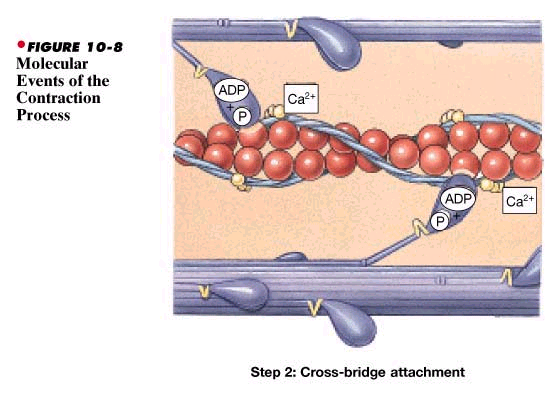 •FIGURE 10-8
Molecular
Events of the
Contraction
Process
ADP
+
P
Ca²⁺
ADP
+
P
Ca²⁺
Step 2: Cross-bridge attachment